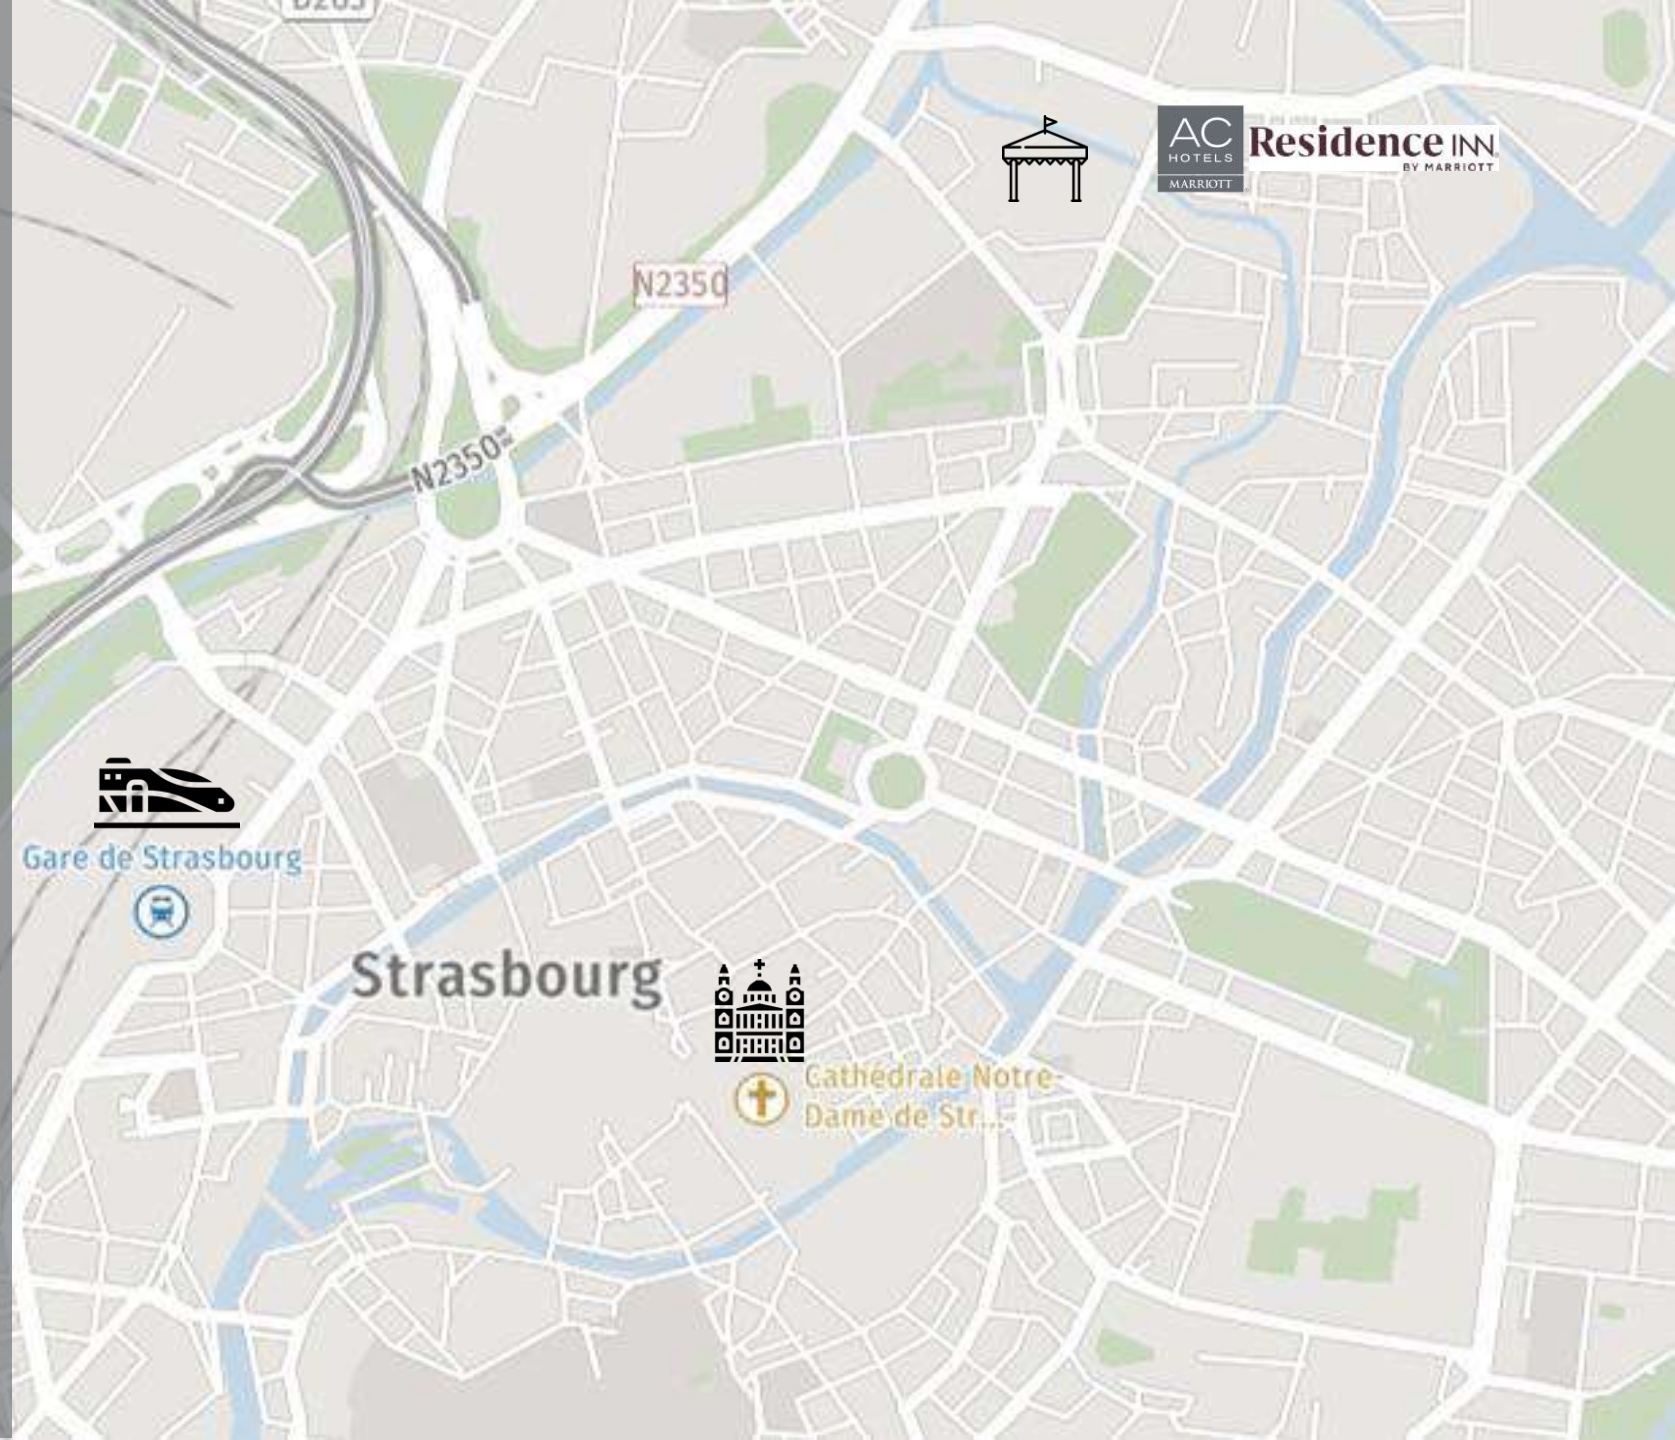 D263
AC
HOTELS
MARRIOTT
Residence INN.
BY MARRIOTT
N2350
N2350
Gare de Strasbourg
Strasbourg
Cathédrale Notre-
Dame de Str...